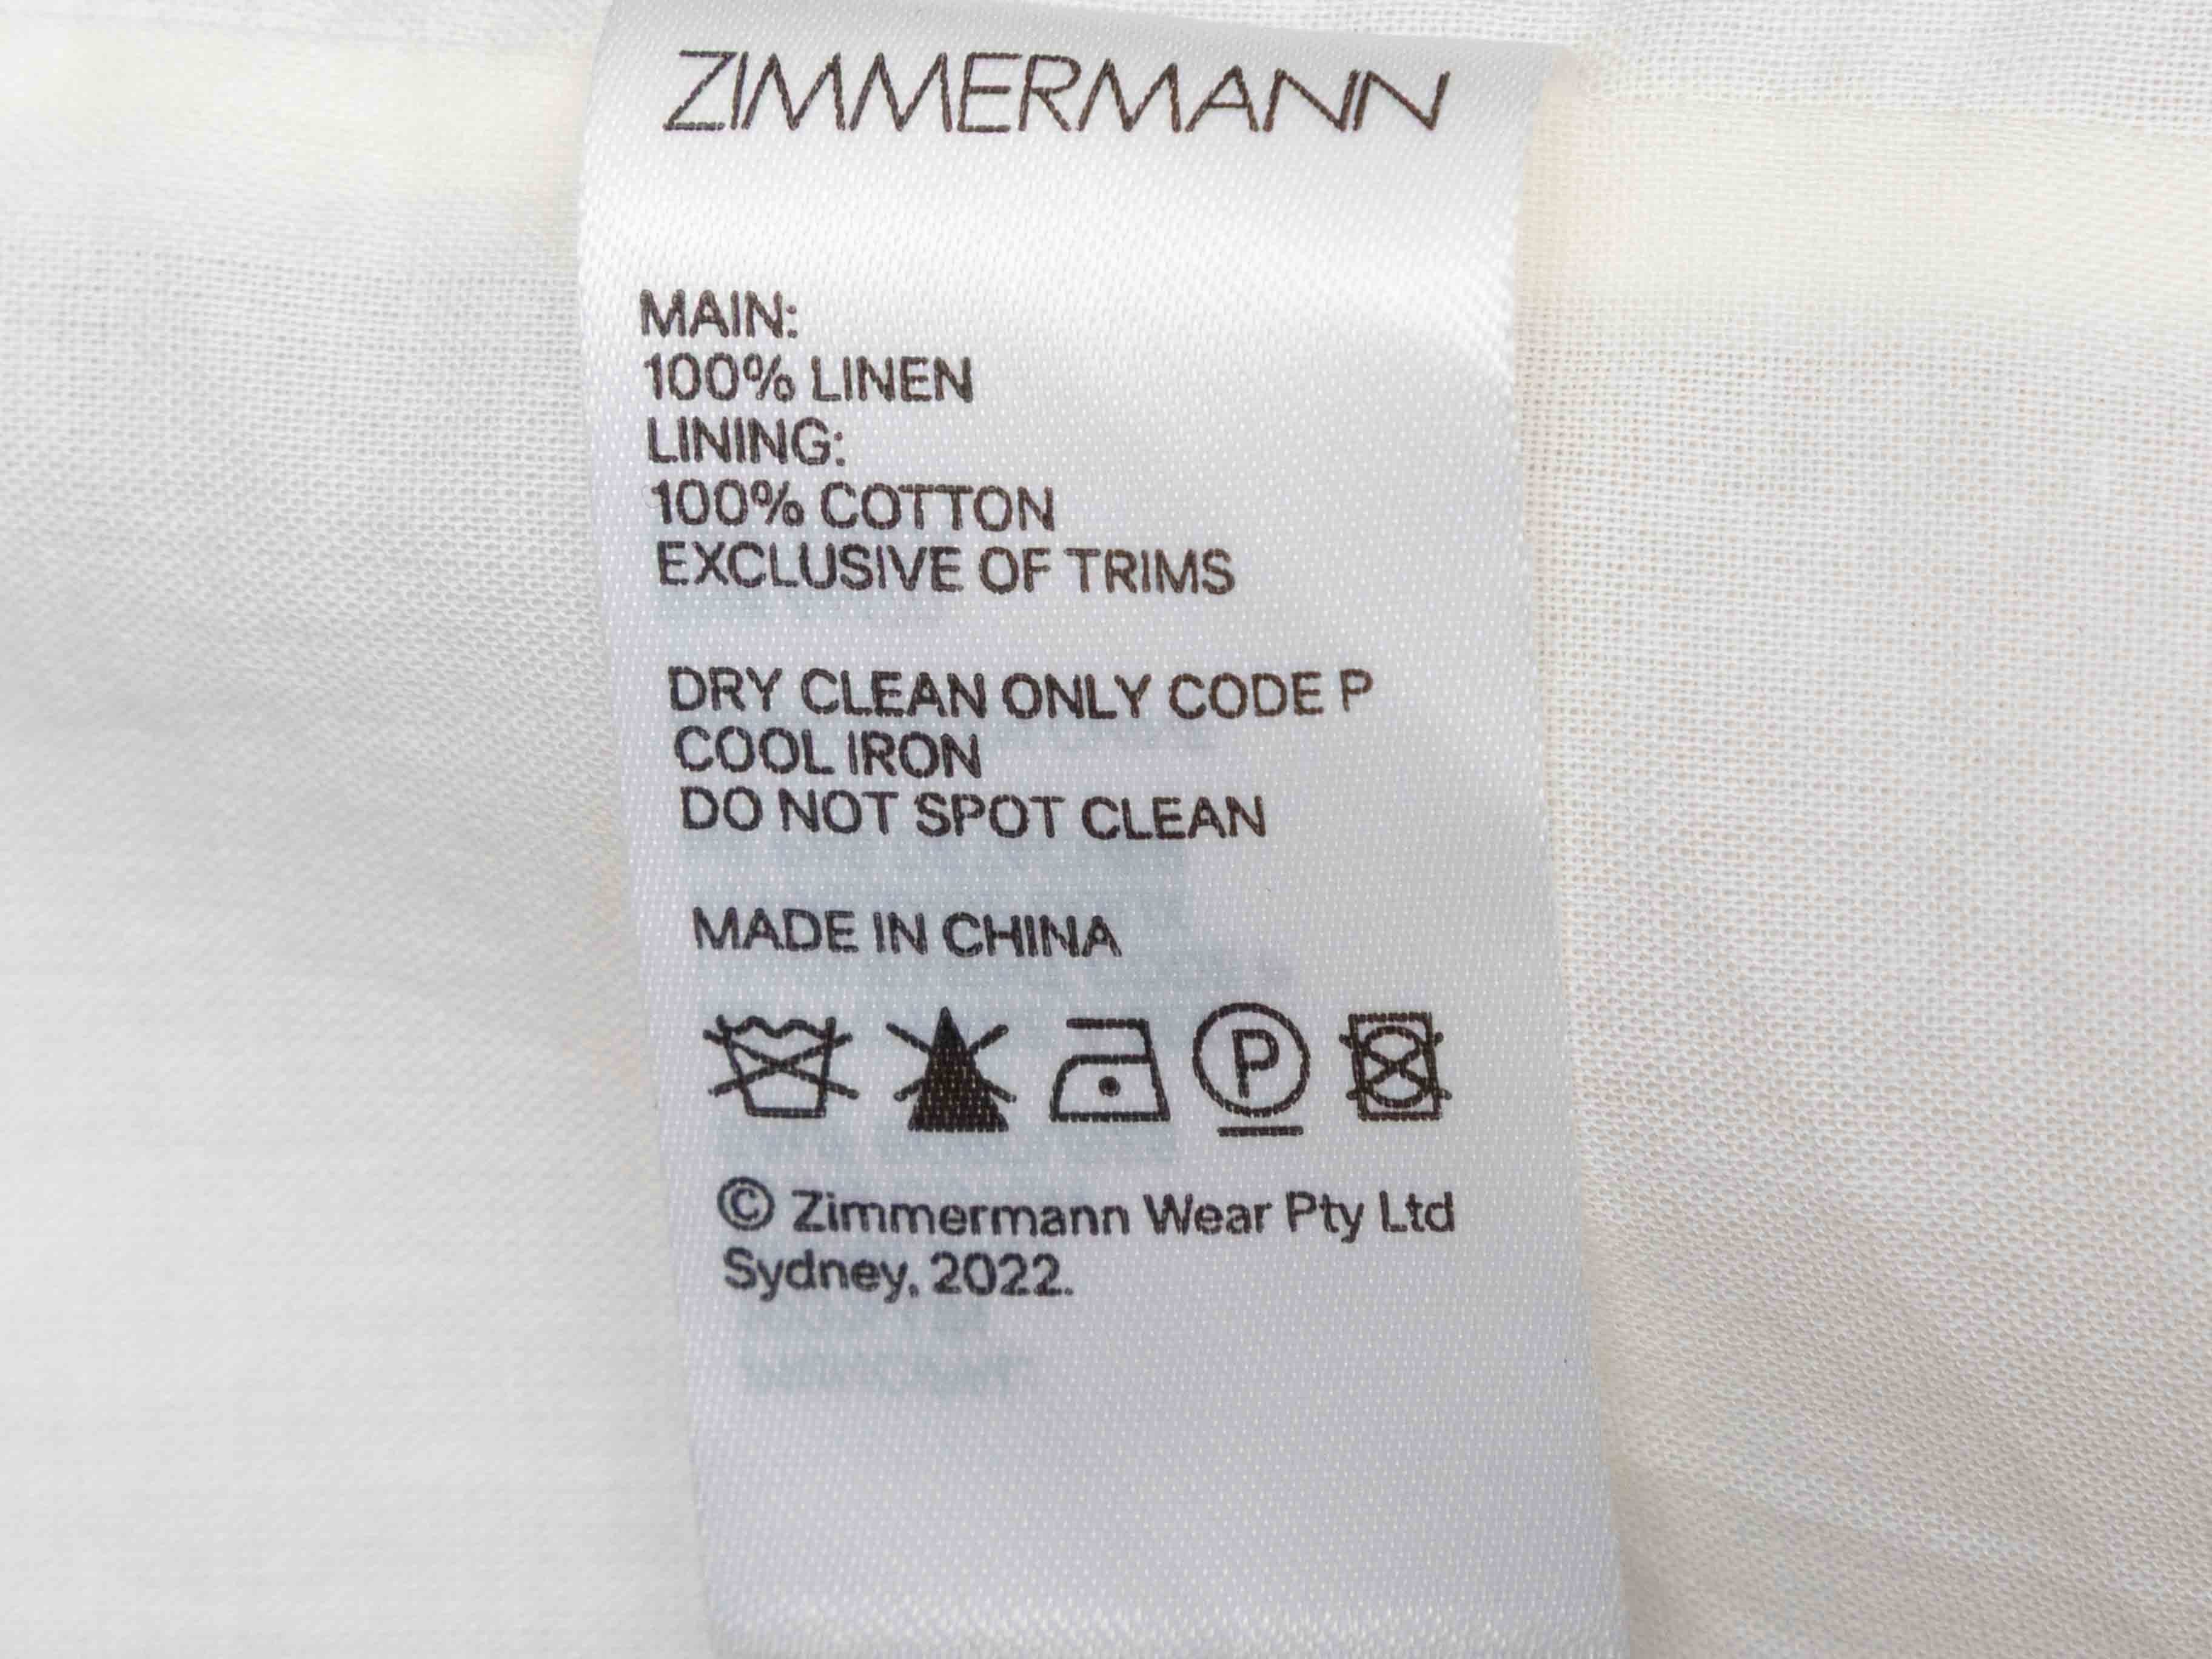 ZIMMERMANN
MAIN:
100% LINEN
LINING:
100% COTTON
EXCLUSIVE OF TRIMS
DRY CLEAN ONLY CODE P
COOL IRON
DO NOT SPOT CLEAN
MADE IN CHINA
P
© Zimmermann Wear Pty Ltd
Sydney, 2022.